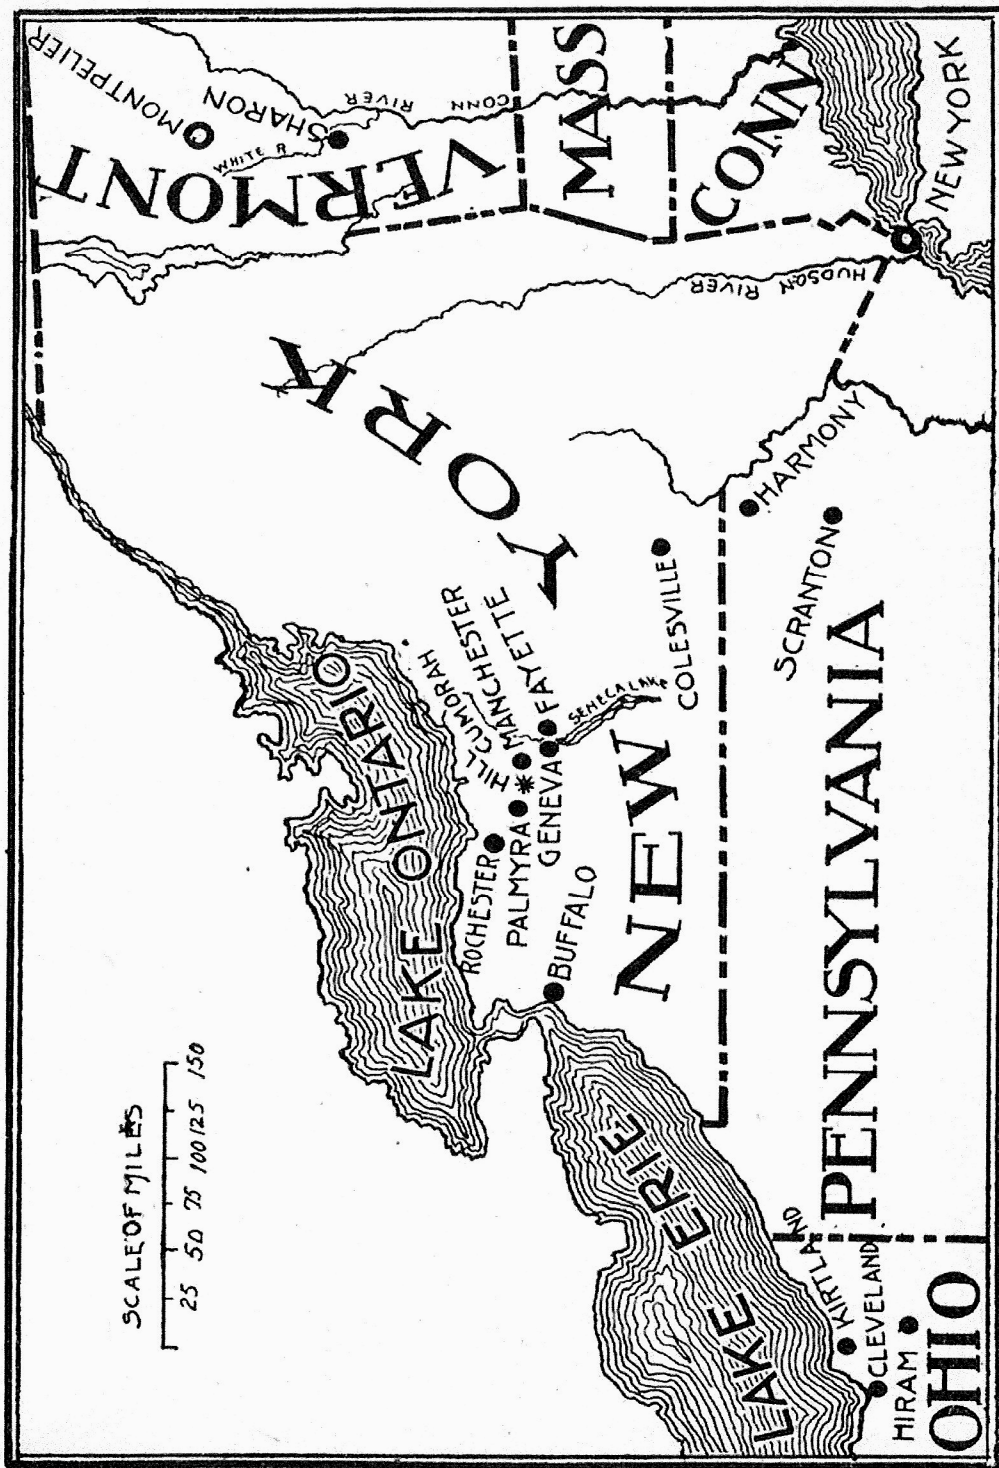 SCALE OF MILES
25 50 75 100 125 150
LAKE ONTARIO
LAKE ERIE
NEW YORK
VERMONT
MONTPELIER
SHARON
WHITE R.
CONN RIVER
MASS
CONN
HUDSON RIVER
NEW YORK
ROCHESTER
PALMYRA
HILL CUMORAH
MANCHESTER
FAYETTE
GENEVA
SENECA LAKE
BUFFALO
COLESVILLE
HARMONY
SCRANTON
PENNSYLVANIA
KIRTLAND
CLEVELAND
HIRAM
OHIO